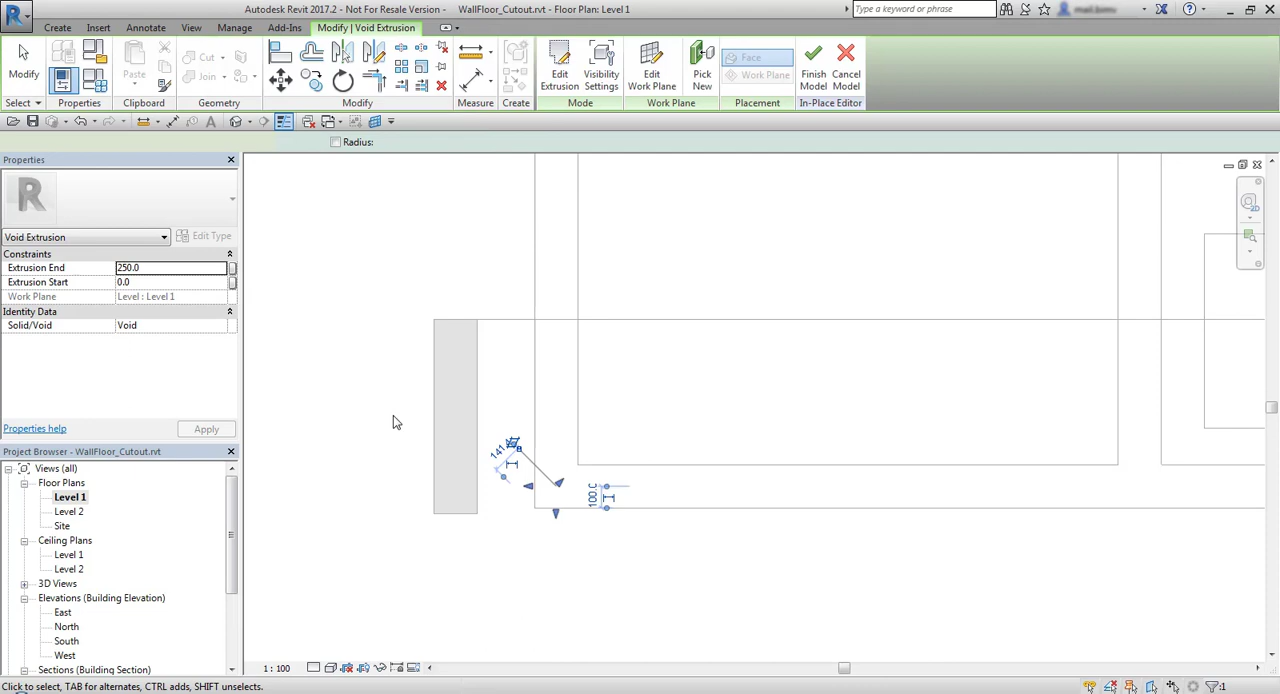 Autodesk Revit 2017.2 - Not For Resale Version - WallFloor_Cutout.rvt - Floor Plan: Level 1
Type a keyword or phrase
Create Insert Annotate View Manage Add-Ins Modify | Void Extrusion
Modify
Paste
Cut
Join
Edit Extrusion
Visibility Settings
Edit Work Plane
Pick New
Face
Work Plane
Finish Model
Cancel Model
Select Properties Clipboard Geometry Modify Measure Create Mode Work Plane Placement In-Place Editor
Radius:
Properties
Void Extrusion
Edit Type
Constraints
Extrusion End 250.0
Extrusion Start 0.0
Work Plane Level : Level 1
Identity Data
Solid/Void Void
Properties help
Apply
Project Browser - WallFloor_Cutout.rvt
Views (all)
Floor Plans
Level 1
Level 2
Site
Ceiling Plans
Level 1
Level 2
3D Views
Elevations (Building Elevation)
East
North
South
West
Sections (Building Section)
100.0
1 : 100
Click to select, TAB for alternates, CTRL adds, SHIFT unselects.
:1